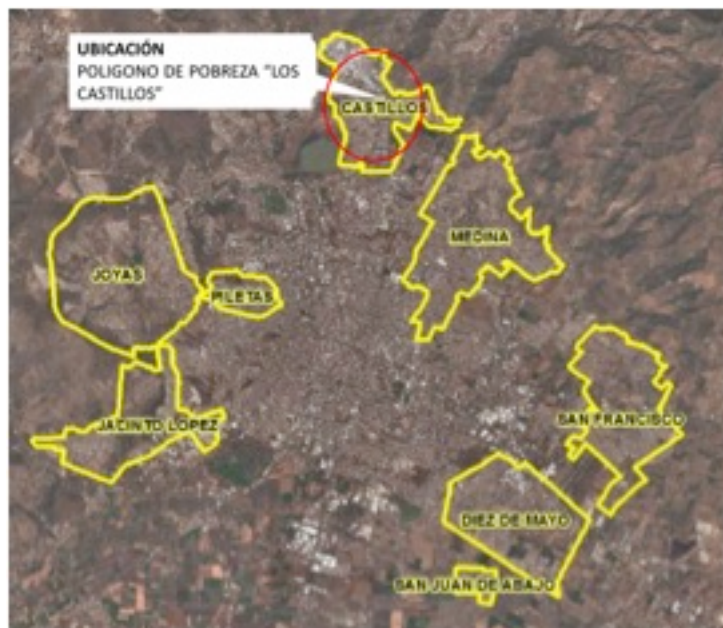 UBICACIÓN
POLIGONO DE POBREZA “LOS
CASTILLOS”
CASTILLOS
MEDINA
JOYAS
PILETAS
SAN FRANCISCO
JACINTO LOPEZ
DIEZ DE MAYO
SAN JUAN DE ABAJO